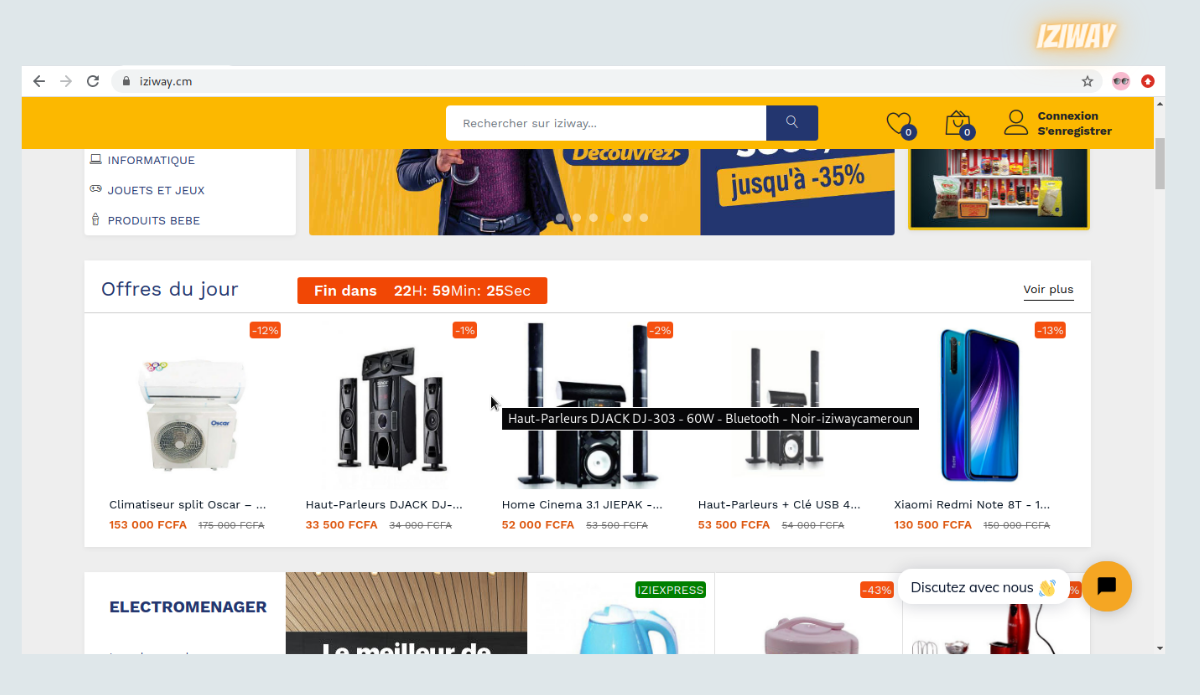 IZIWAY
iziway.cm
Rechercher sur iziway...
0
0
Connexion
S'enregistrer
INFORMATIQUE
JOUETS ET JEUX
PRODUITS BEBE
Découvrez
jusqu'à -35%
Offres du jour
Fin dans 22H: 59Min: 25Sec
Voir plus
-12%
-1%
-2%
-13%
Oscar
Haut-Parleurs DJACK DJ-303 - 60W - Bluetooth - Noir-iziwaycameroun
Climatiseur split Oscar – ...
Haut-Parleurs DJACK DJ-...
Home Cinema 3.1 JIEPAK -...
Haut-Parleurs + Clé USB 4...
Xiaomi Redmi Note 8T - 1...
153 000 FCFA 175 000 FCFA
33 500 FCFA 34 000 FCFA
52 000 FCFA 53 500 FCFA
53 500 FCFA 54 000 FCFA
130 500 FCFA 150 000 FCFA
ELECTROMENAGER
Le meilleur de
IZIEXPRESS
-43%
%
Discutez avec nous 👋